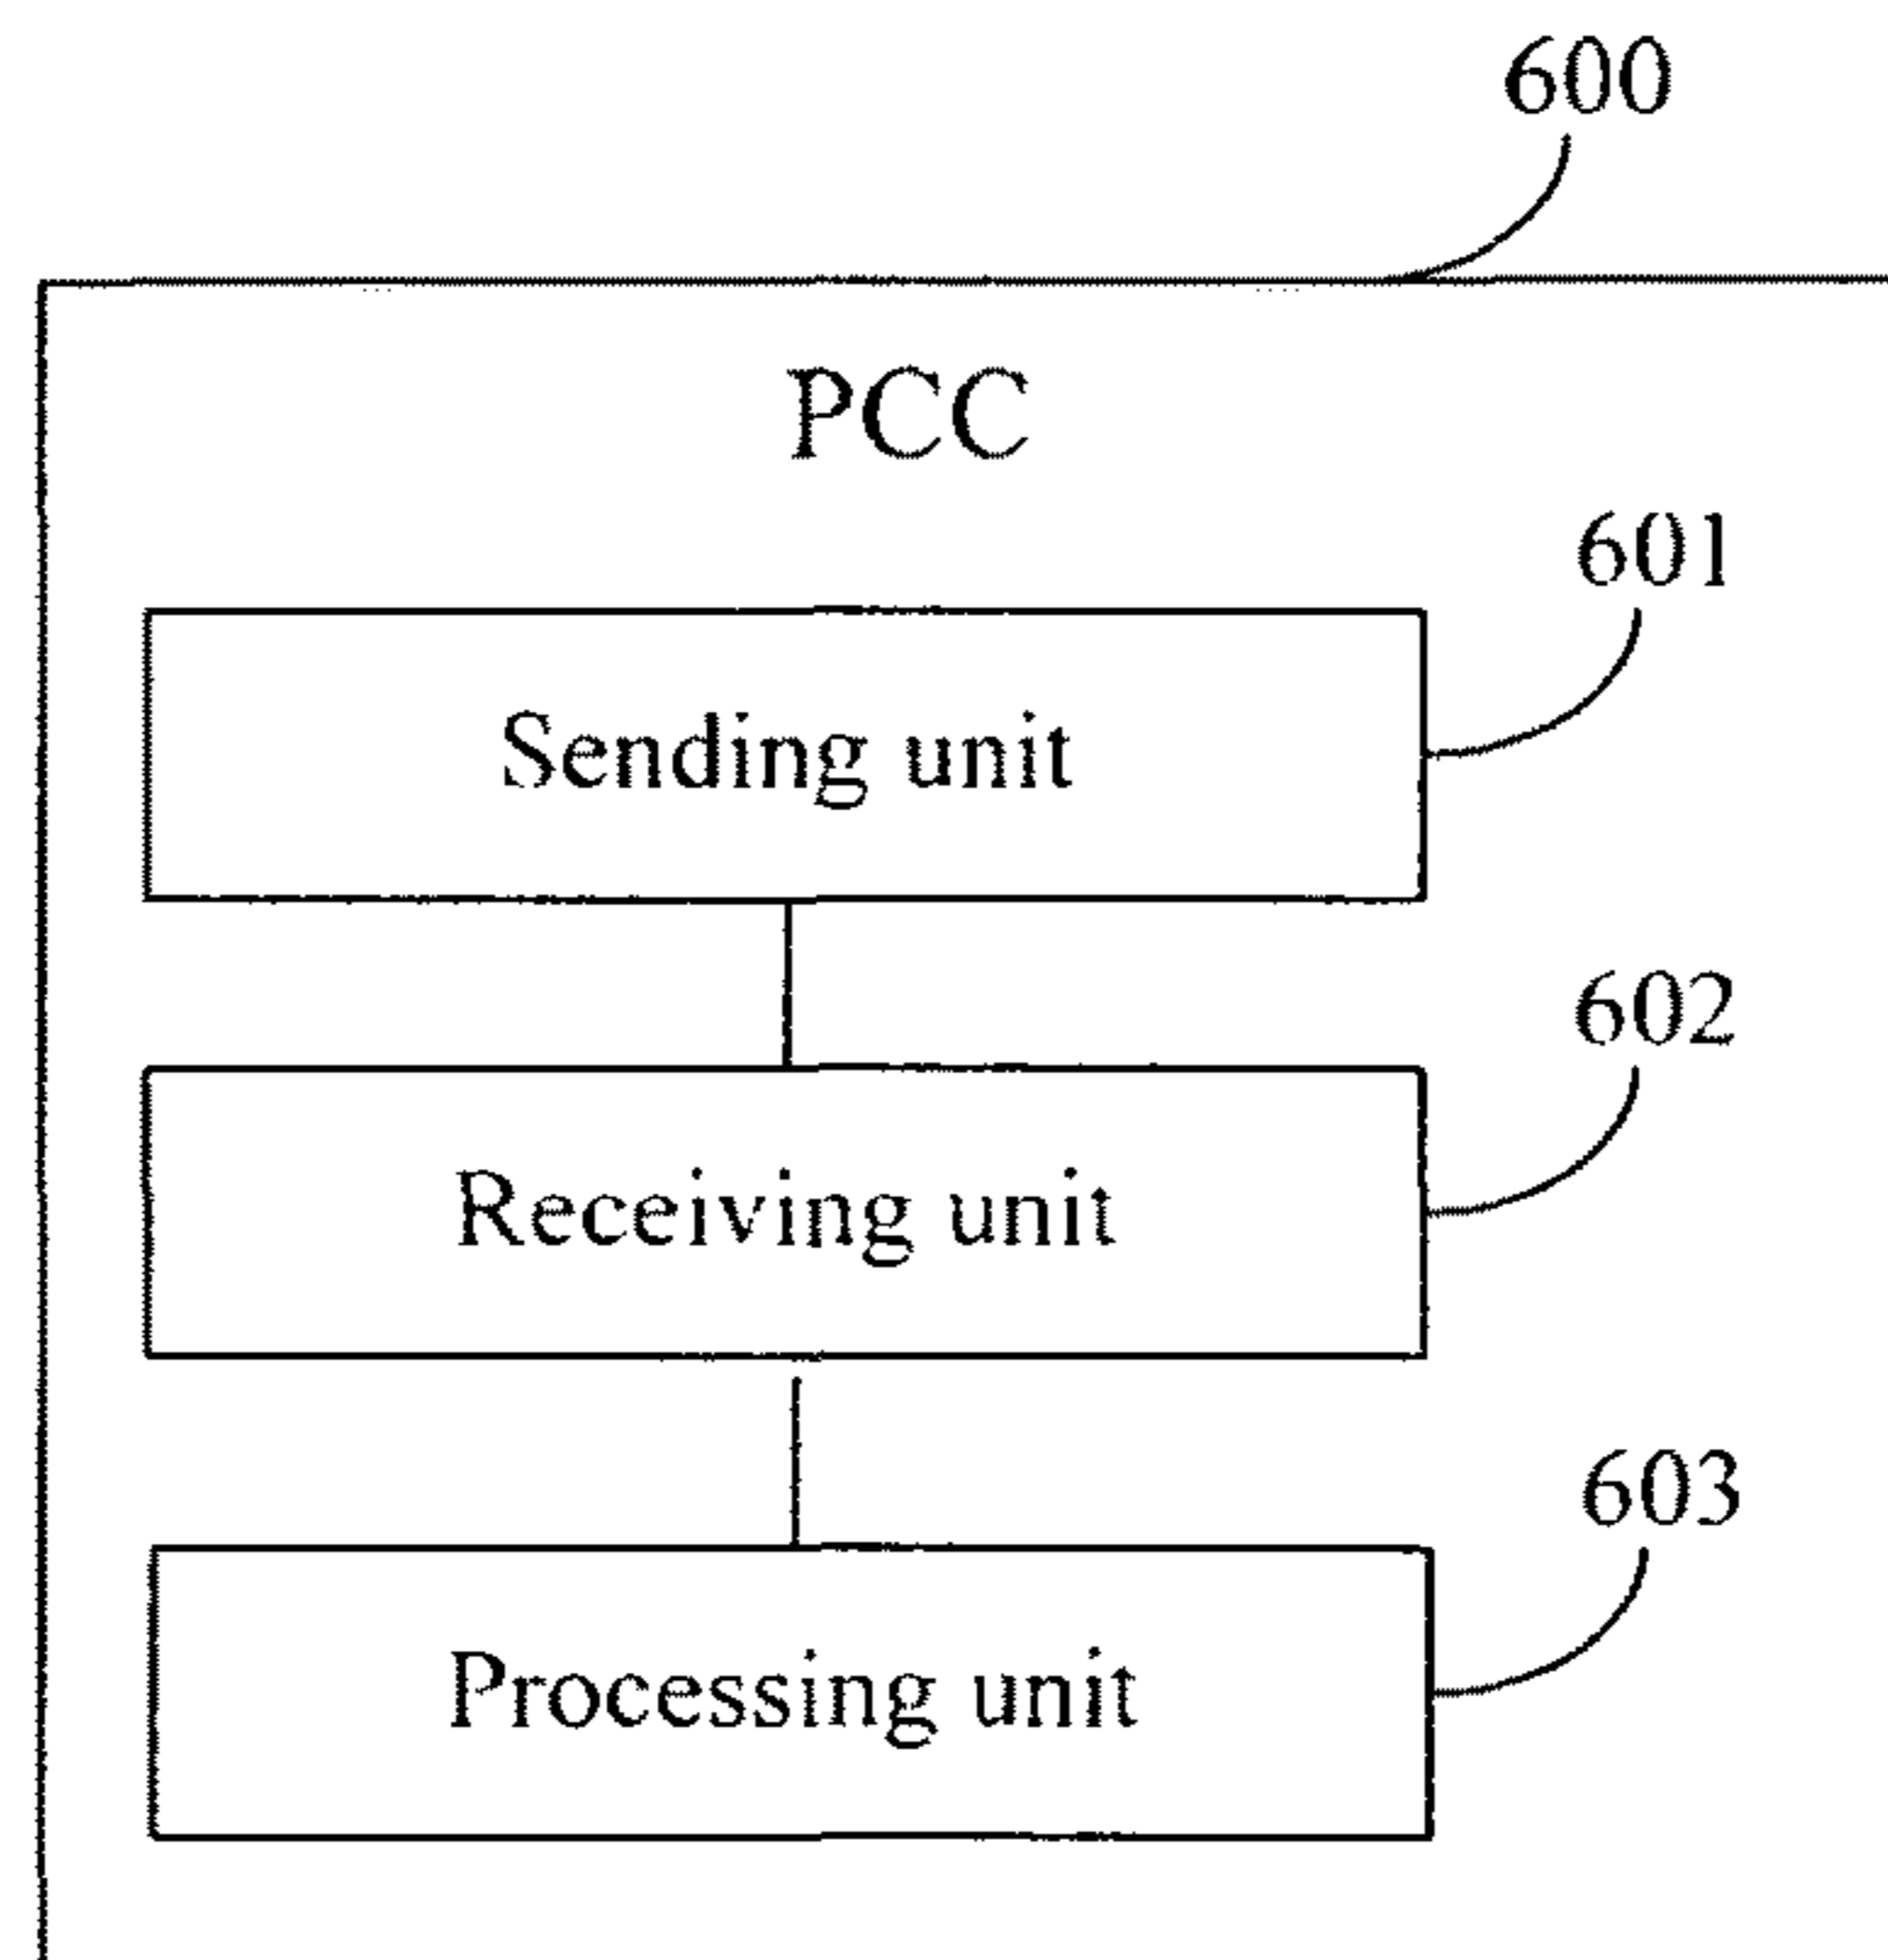 600
PCC
601
Sending unit
602
Receiving unit
603
Processing unit